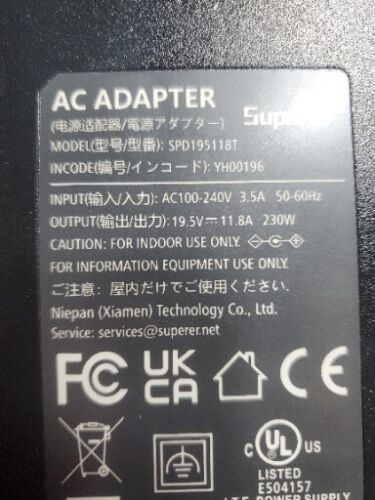 AC ADAPTER
(电源适配器/電源アダプター)
MODEL(型号/型番): SPD195118T
INCODE(编号/インコード): YH00196
INPUT(输入/入力): AC100-240V 3.5A 50-60Hz
OUTPUT(输出/出力): 19.5V⎓11.8A 230W
CAUTION: FOR INDOOR USE ONLY.
FOR INFORMATION EQUIPMENT USE ONLY.
ご注意: 屋内だけでご使用ください.
Niepan (Xiamen) Technology Co., Ltd.
Service: services@superer.net
FC UK CA CE
c UL US
LISTED
E504157
I.T.E. POWER SUPPLY